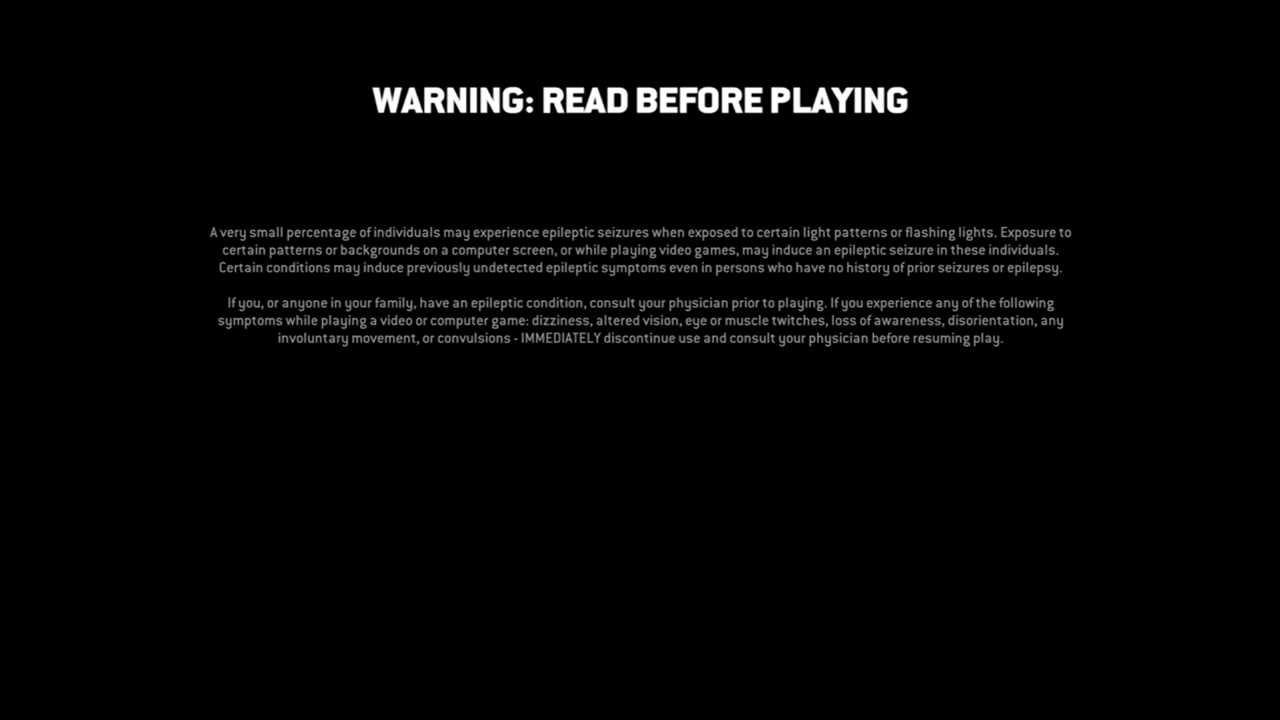 WARNING: READ BEFORE PLAYING
A very small percentage of individuals may experience epileptic seizures when exposed to certain light patterns or flashing lights. Exposure to
certain patterns or backgrounds on a computer screen, or while playing video games, may induce an epileptic seizure in these individuals.
Certain conditions may induce previously undetected epileptic symptoms even in persons who have no history of prior seizures or epilepsy.
If you, or anyone in your family, have an epileptic condition, consult your physician prior to playing. If you experience any of the following
symptoms while playing a video or computer game: dizziness, altered vision, eye or muscle twitches, loss of awareness, disorientation, any
involuntary movement, or convulsions - IMMEDIATELY discontinue use and consult your physician before resuming play.